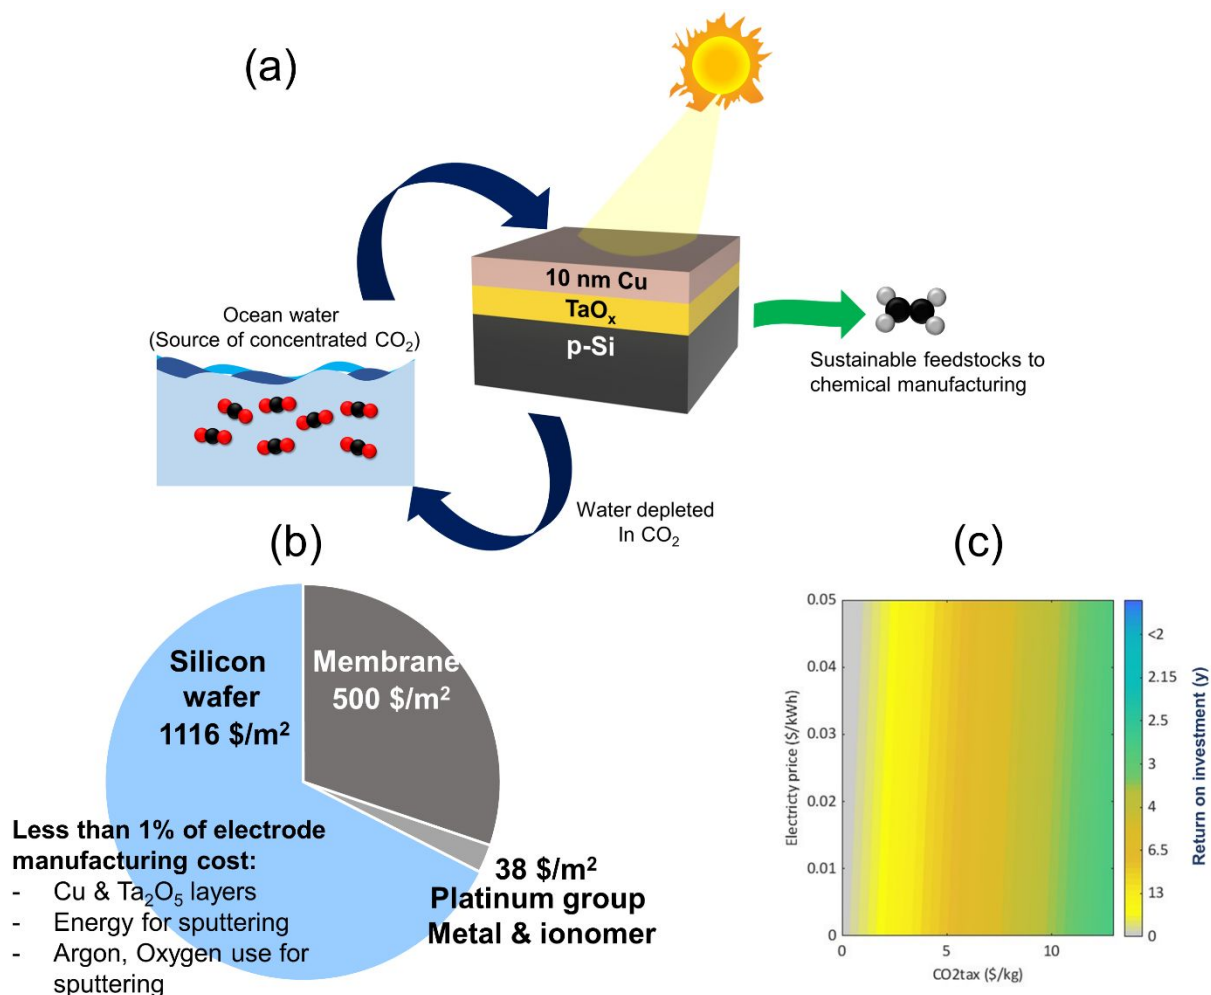 (a)
10 nm Cu
TaOx
p-Si
Ocean water
(Source of concentrated CO2)
Sustainable feedstocks to
chemical manufacturing
Water depleted
In CO2
(b)
Silicon
wafer
1116 $/m2
Membrane
500 $/m2
Less than 1% of electrode
manufacturing cost:
- Cu & Ta2O5 layers
- Energy for sputtering
- Argon, Oxygen use for
sputtering
38 $/m2
Platinum group
Metal & ionomer
(c)
Electricty price ($/kWh)
0.05
0.04
0.03
0.02
0.01
0
0
5
10
CO2tax ($/kg)
<2
2.15
2.5
3
4
6.5
13
0
Return on investment (y)